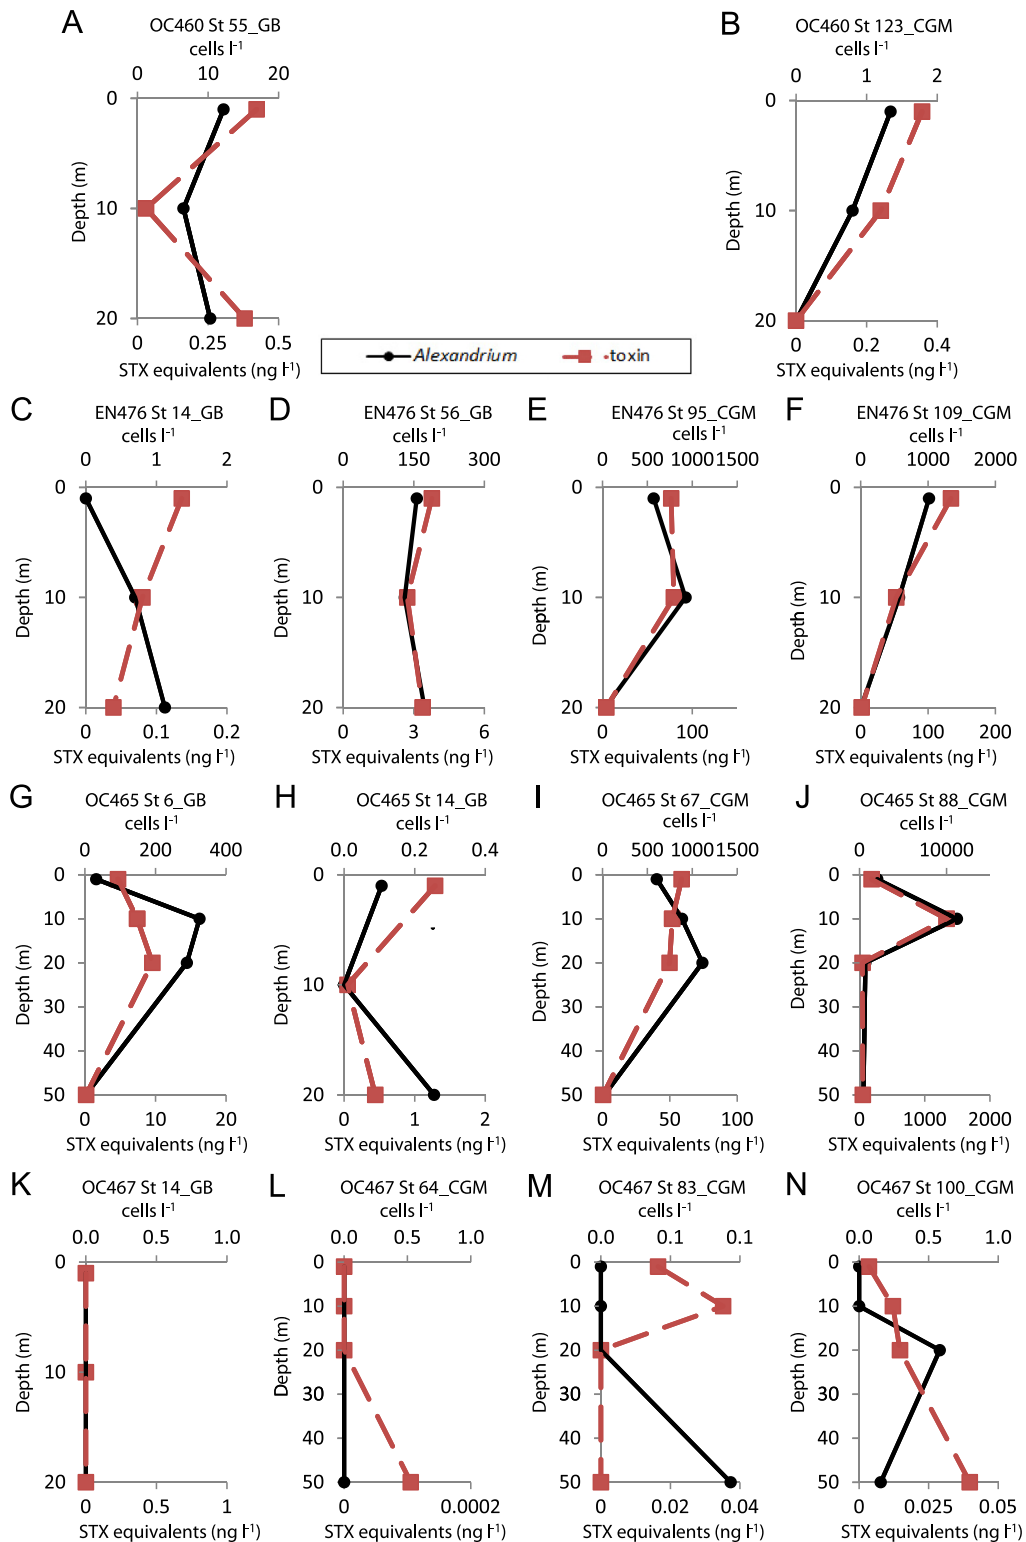 A
OC460 St 55_GB
cells l-1
0 10 20
0
10
20
Depth (m)
0 0.25 0.5
STX equivalents (ng l-1)
B
OC460 St 123_CGM
cells l-1
0 1 2
0
10
20
Depth (m)
0 0.2 0.4
STX equivalents (ng l-1)
Alexandrium toxin
C
EN476 St 14_GB
cells l-1
0 1 2
0
10
20
Depth (m)
0 0.1 0.2
STX equivalents (ng l-1)
D
EN476 St 56_GB
cells l-1
0 150 300
0
10
20
Depth (m)
0 3 6
STX equivalents (ng l-1)
E
EN476 St 95_CGM
cells l-1
0 500 1000 1500
0
10
20
Depth (m)
0 100
STX equivalents (ng l-1)
F
EN476 St 109_CGM
cells l-1
0 1000 2000
0
10
20
Depth (m)
0 100 200
STX equivalents (ng l-1)
G
OC465 St 6_GB
cells l-1
0 200 400
0
10
20
30
40
50
Depth (m)
0 10 20
STX equivalents (ng l-1)
H
OC465 St 14_GB
cells l-1
0.0 0.2 0.4
0
10
20
Depth (m)
0 1 2
STX equivalents (ng l-1)
I
OC465 St 67_CGM
cells l-1
0 500 1000 1500
0
10
20
30
40
50
Depth (m)
0 50 100
STX equivalents (ng l-1)
J
OC465 St 88_CGM
cells l-1
0 10000
0
10
20
30
40
50
Depth (m)
0 1000 2000
STX equivalents (ng l-1)
K
OC467 St 14_GB
cells l-1
0.0 0.5 1.0
0
10
20
Depth (m)
0 1 1
STX equivalents (ng l-1)
L
OC467 St 64_CGM
cells l-1
0.0 0.5 1.0
0
10
20
30
40
50
Depth (m)
0 0.0002
STX equivalents (ng l-1)
M
OC467 St 83_CGM
cells l-1
0.0 0.1 0.1
0
10
20
30
40
50
Depth (m)
0 0.02 0.04
STX equivalents (ng l-1)
N
OC467 St 100_CGM
cells l-1
0.0 0.5 1.0
0
10
20
30
40
50
Depth (m)
0 0.025 0.05
STX equivalents (ng l-1)